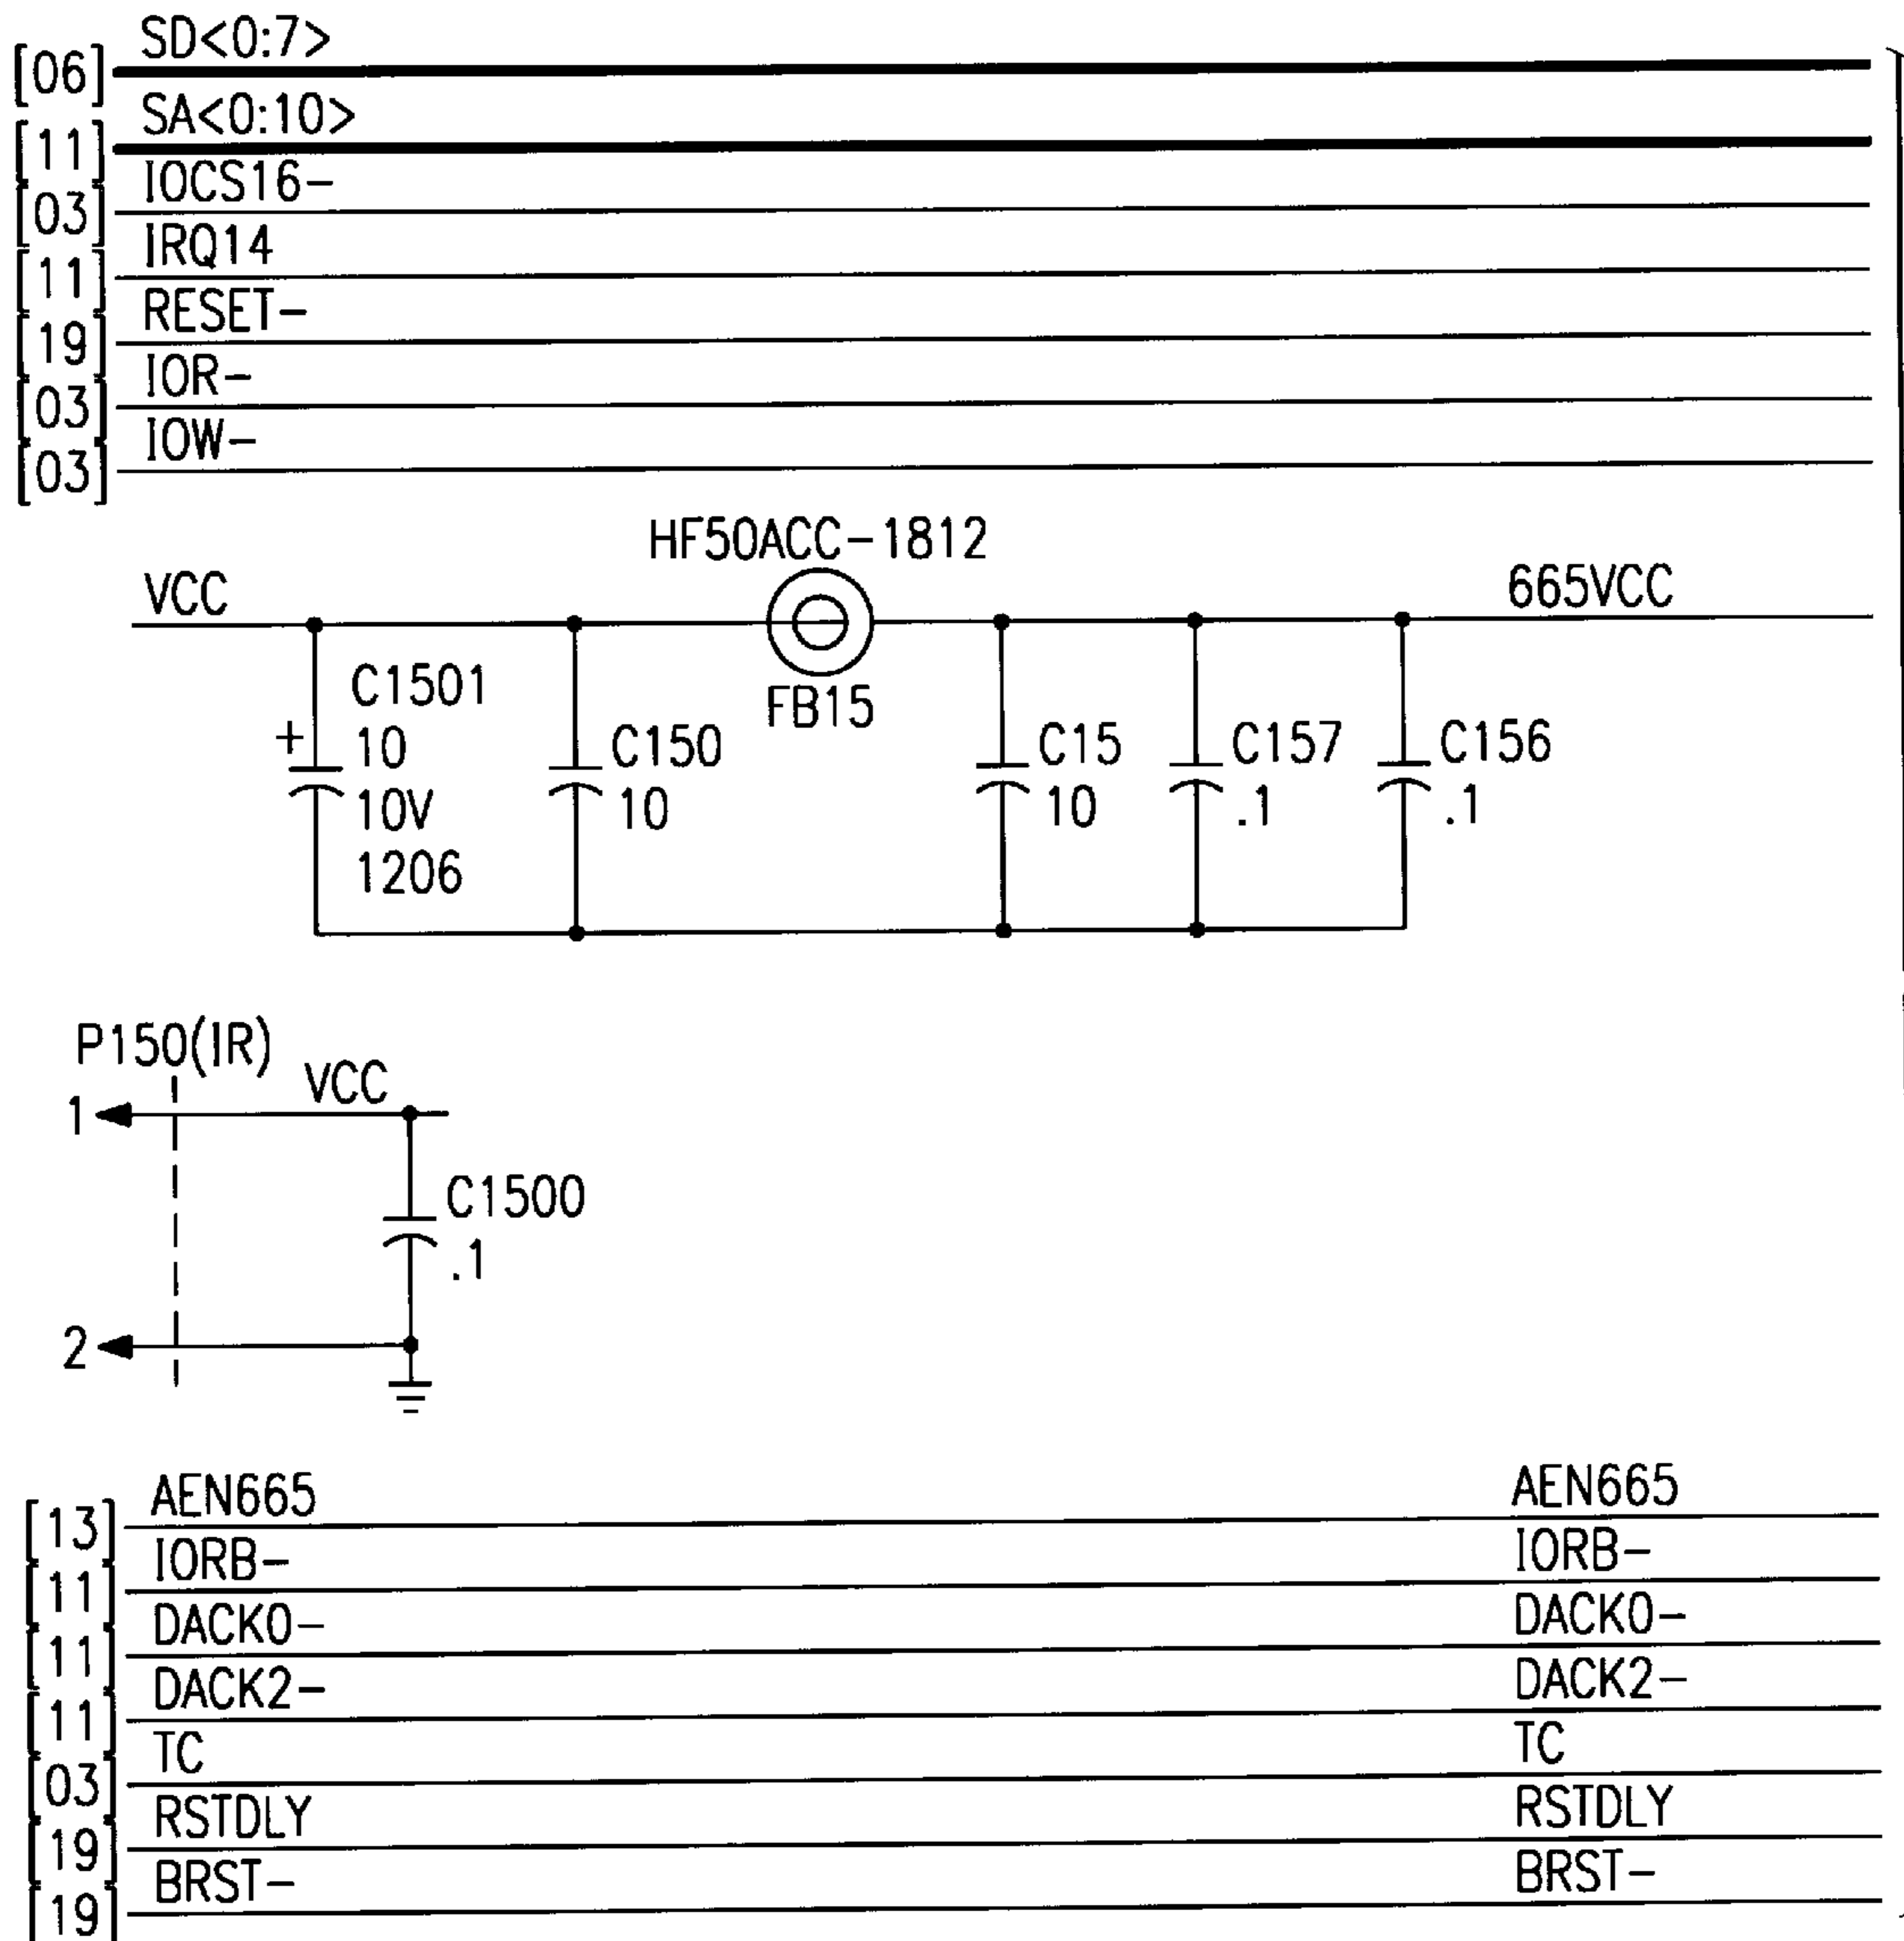 SD<0:7>
[06]
SA<0:10>
[11]
IOCS16-
[03]
IRQ14
[11]
RESET-
[19]
IOR-
[03]
IOW-
[03]
HF50ACC-1812
VCC
665VCC
FB15
C1501
10
10V
1206
+
C150
10
C15
10
C157
.1
C156
.1
P150(IR)
VCC
1
C1500
.1
2
AEN665 AEN665
[13]
IORB- IORB-
[11]
DACK0- DACK0-
[11]
DACK2- DACK2-
[11]
TC TC
[03]
RSTDLY RSTDLY
[19]
BRST- BRST-
[19]